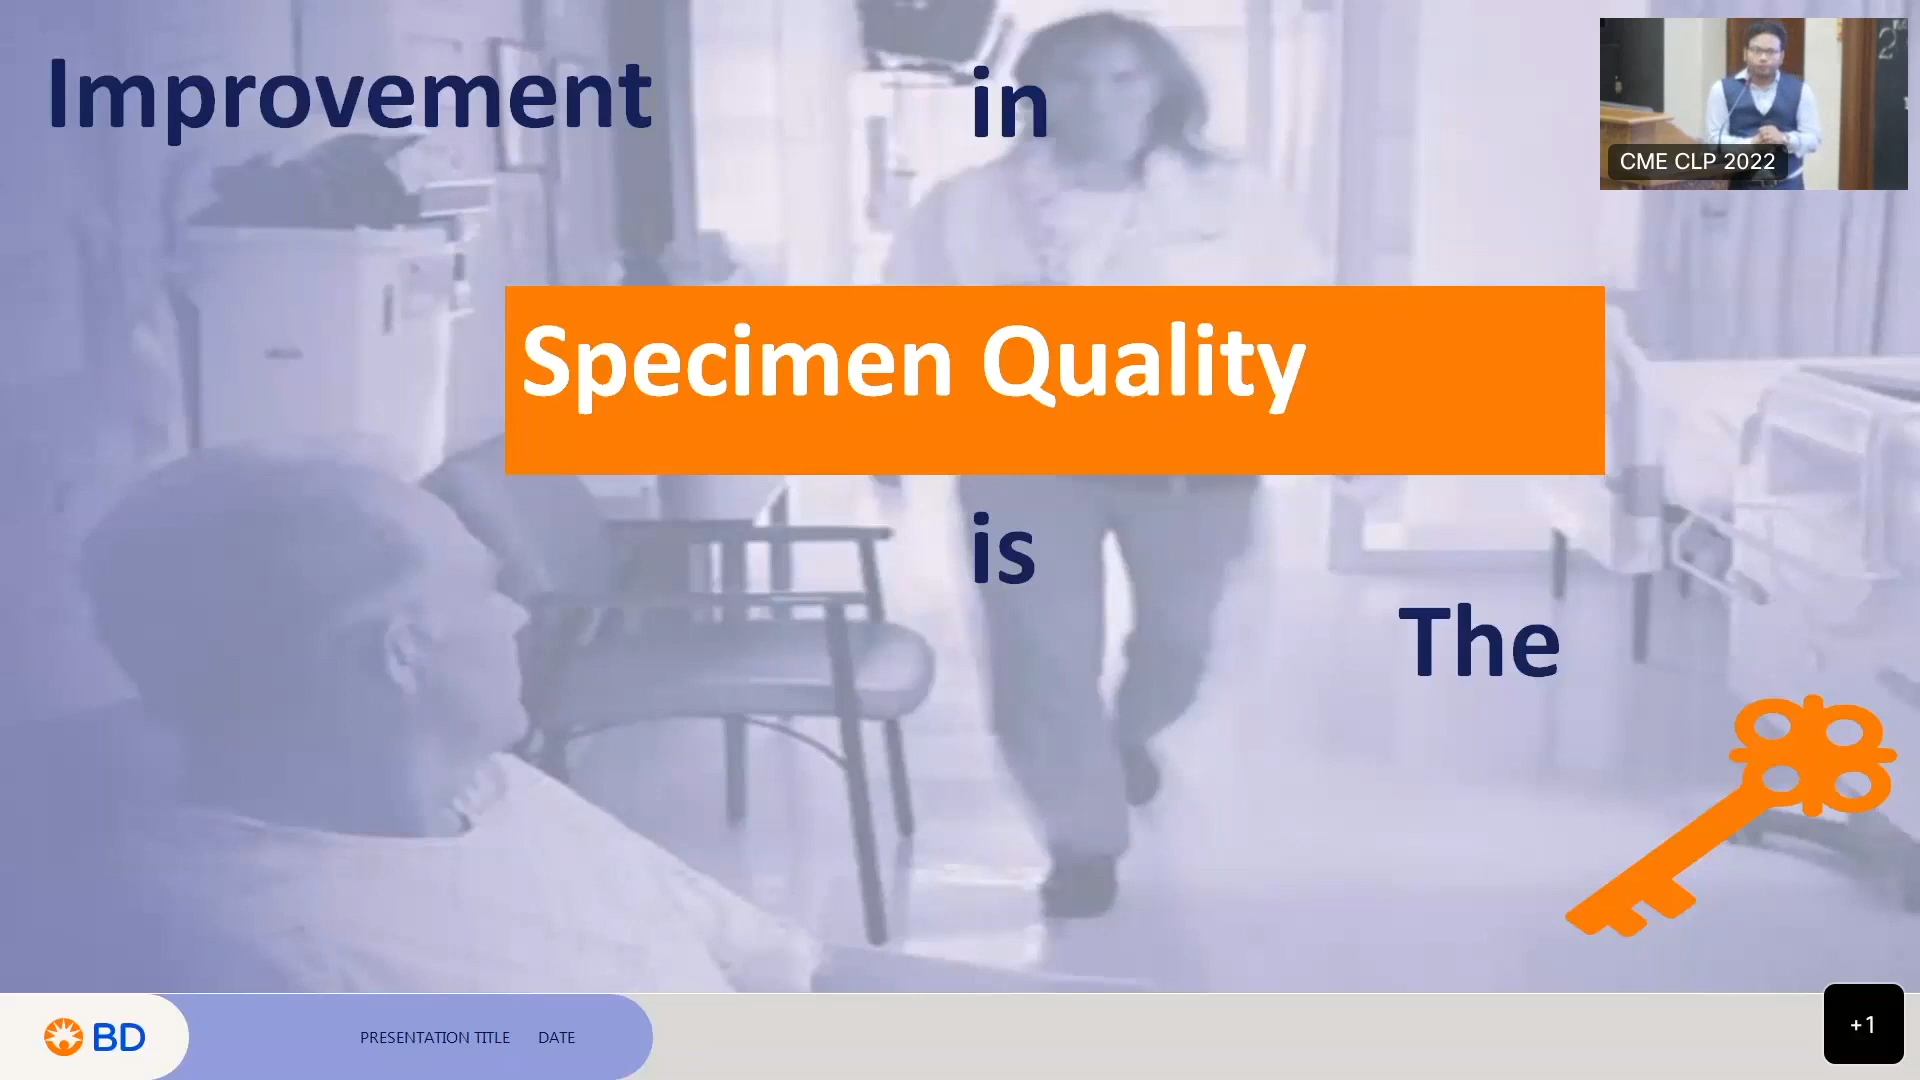 Improvement in
CME CLP 2022
Specimen Quality
is
The
BD
PRESENTATION TITLE DATE
+1